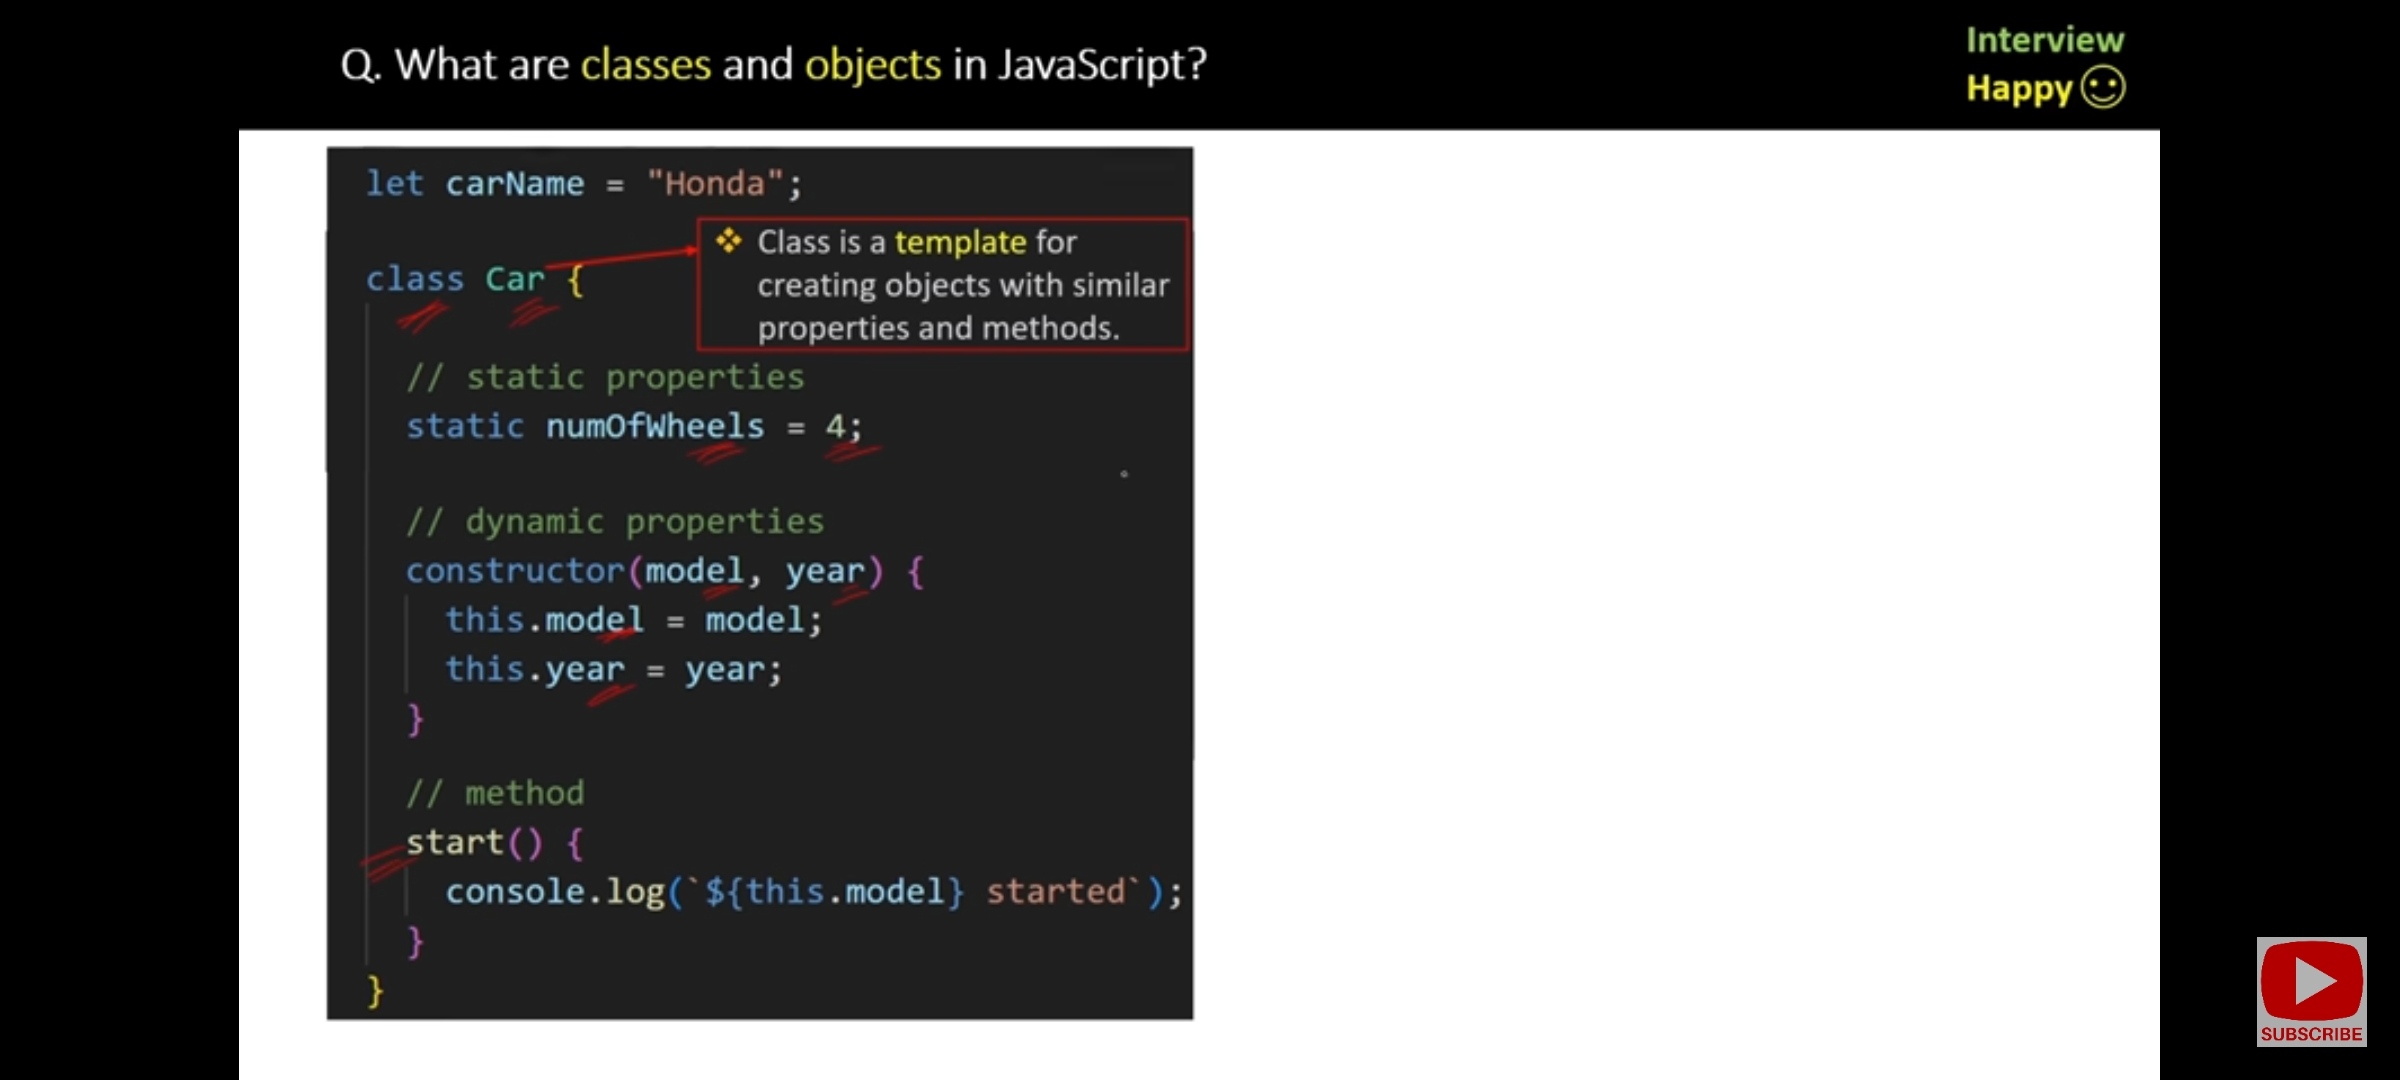 Q. What are classes and objects in JavaScript?
Interview
Happy
let carName = "Honda";
class Car {
❖ Class is a template for
creating objects with similar
properties and methods.
// static properties
static numOfWheels = 4;
// dynamic properties
constructor(model, year) {
this.model = model;
this.year = year;
}
// method
start() {
console.log(`${this.model} started`);
}
}
SUBSCRIBE